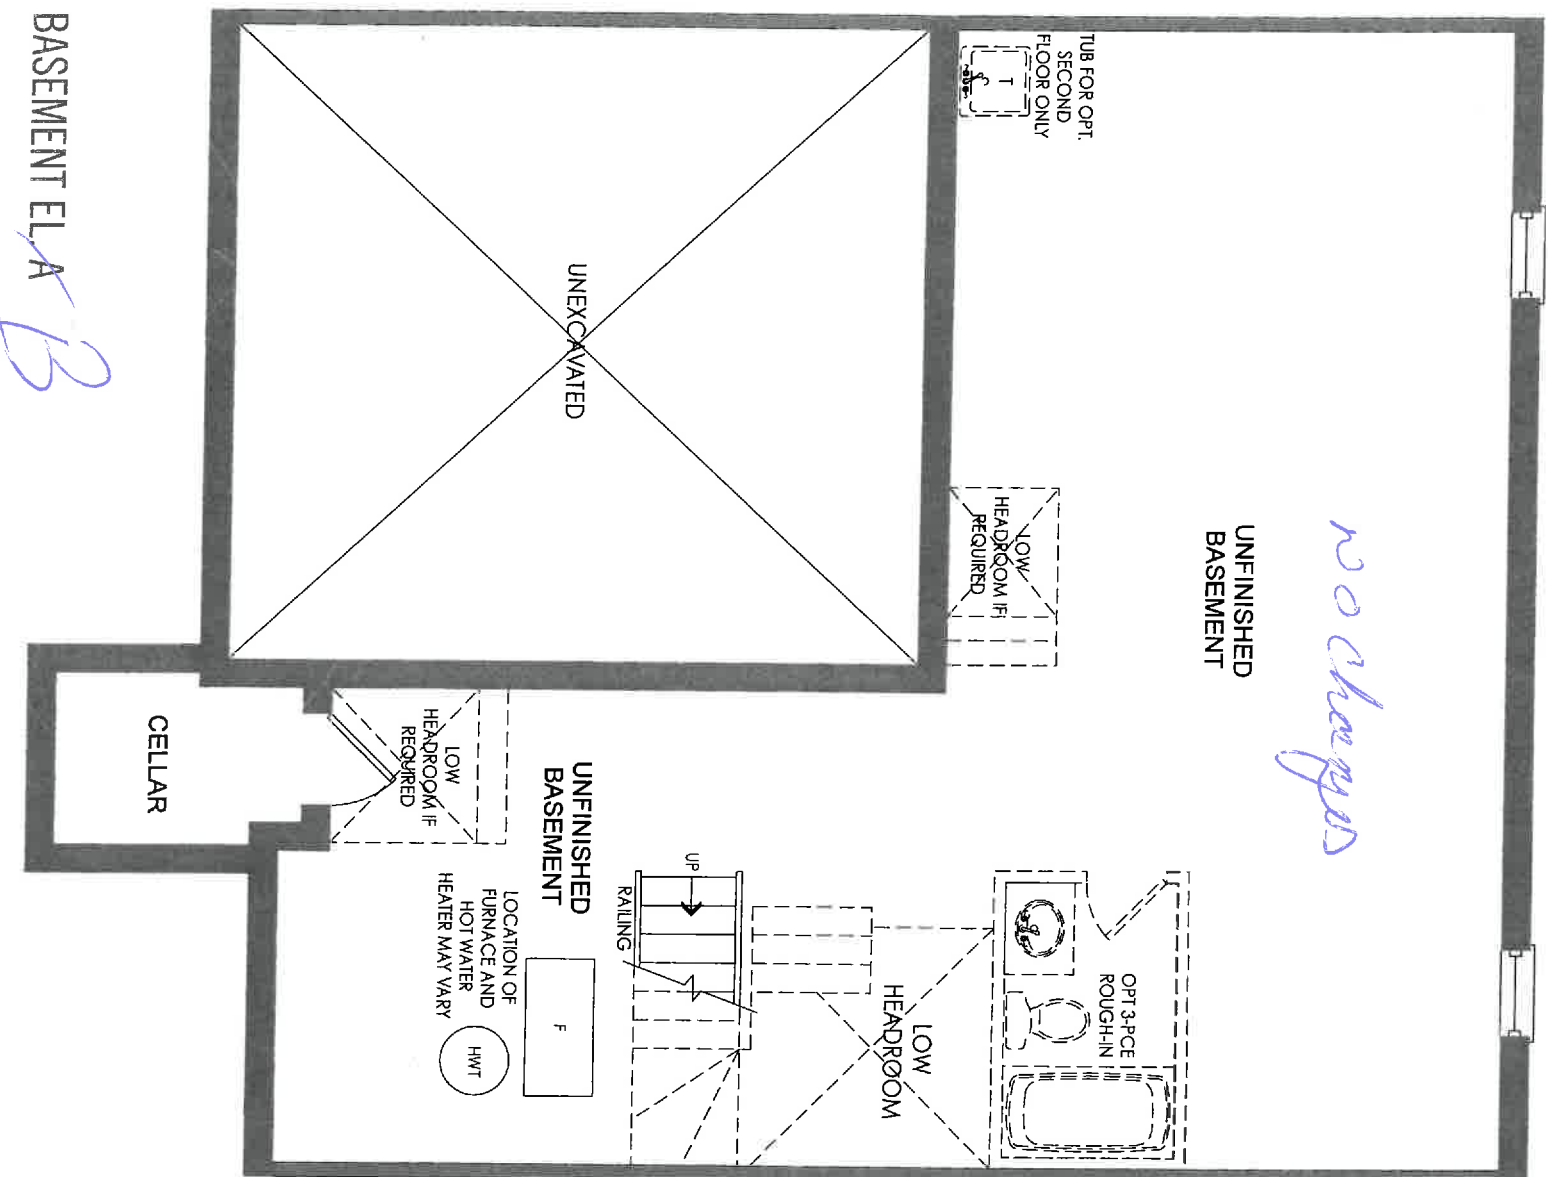 no changes
UNFINISHED
BASEMENT
TUB FOR OPT.
SECOND
FLOOR ONLY
T
OPT 3-PCE
ROUGH-IN
LOW
HEADROOM IF
REQUIRED
LOW
HEADROOM
UP
RAILING
UNFINISHED
BASEMENT
UNEXCAVATED
F
LOCATION OF
FURNACE AND
HOT WATER
HEATER MAY VARY
HWT
LOW
HEADROOM IF
REQUIRED
CELLAR
BASEMENT EL. A B